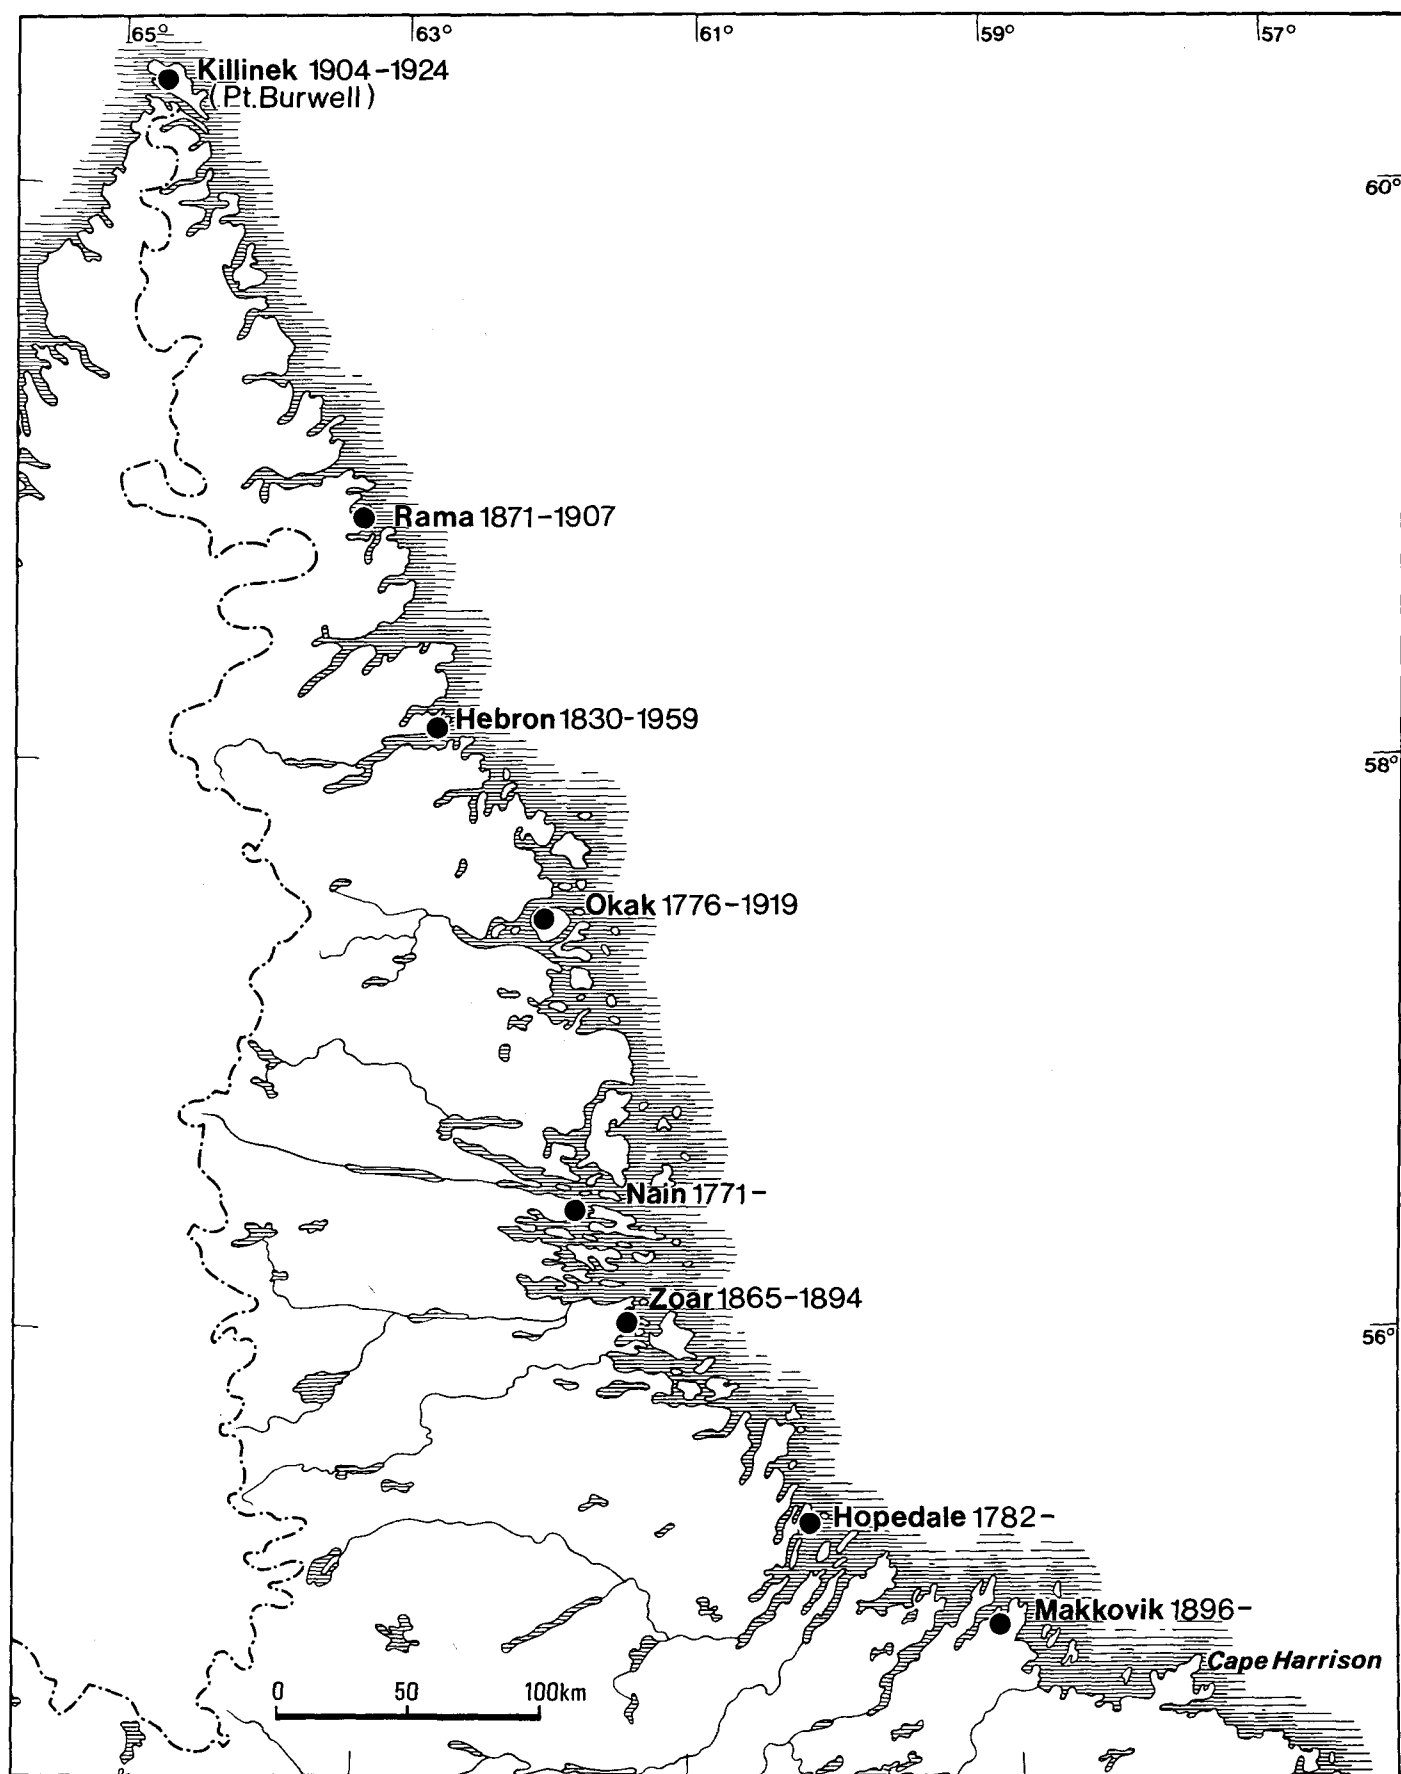 65° 63° 61° 59° 57°
Killinek 1904-1924
(Pt.Burwell)
60°
Rama 1871-1907
Hebron 1830-1959
58°
Okak 1776-1919
Nain 1771-
Zoar 1865-1894
56°
Hopedale 1782-
Makkovik 1896-
Cape Harrison
0 50 100km